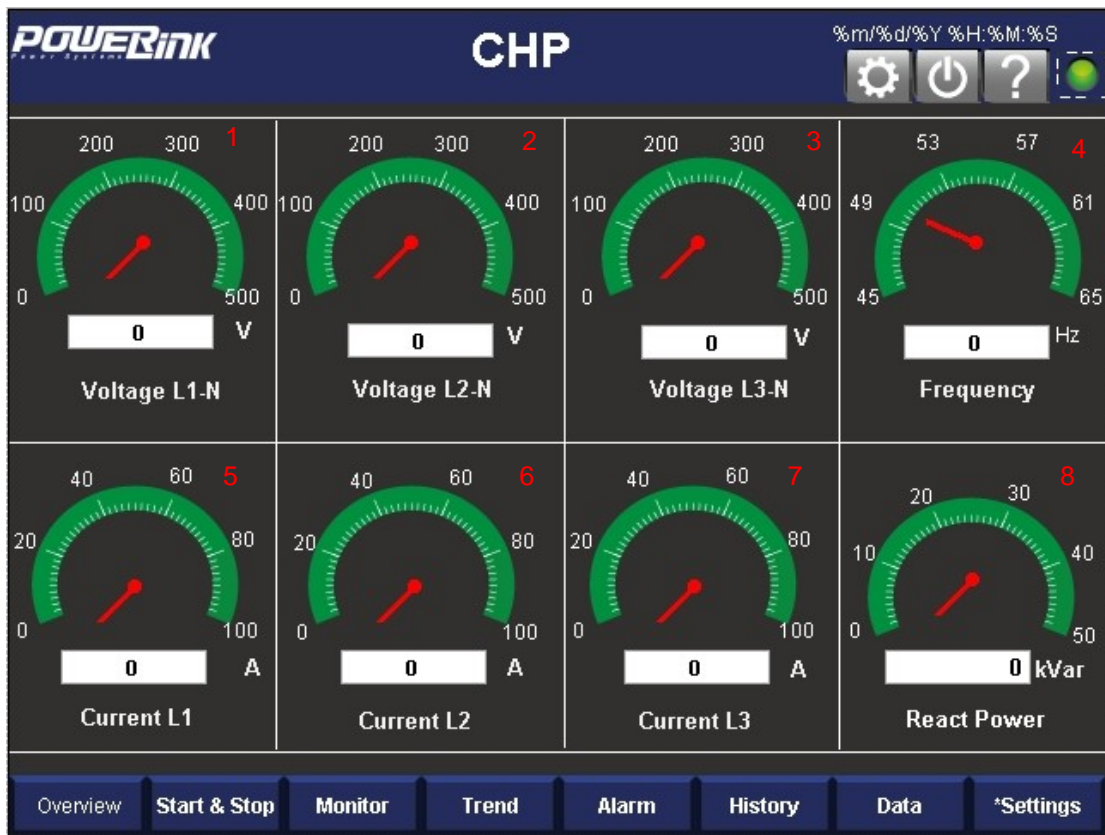 POWERLINK
Power Systems
CHP
%m/%d/%Y %H:%M:%S
?
200 300 1
100 400
0 500
0 V
Voltage L1-N
200 300 2
100 400
0 500
0 V
Voltage L2-N
200 300 3
100 400
0 500
0 V
Voltage L3-N
53 57 4
49 61
45 65
0 Hz
Frequency
40 60 5
20 80
0 100
0 A
Current L1
40 60 6
20 80
0 100
0 A
Current L2
40 60 7
20 80
0 100
0 A
Current L3
20 30 8
10 40
0 50
0 kVar
React Power
Overview Start & Stop Monitor Trend Alarm History Data *Settings